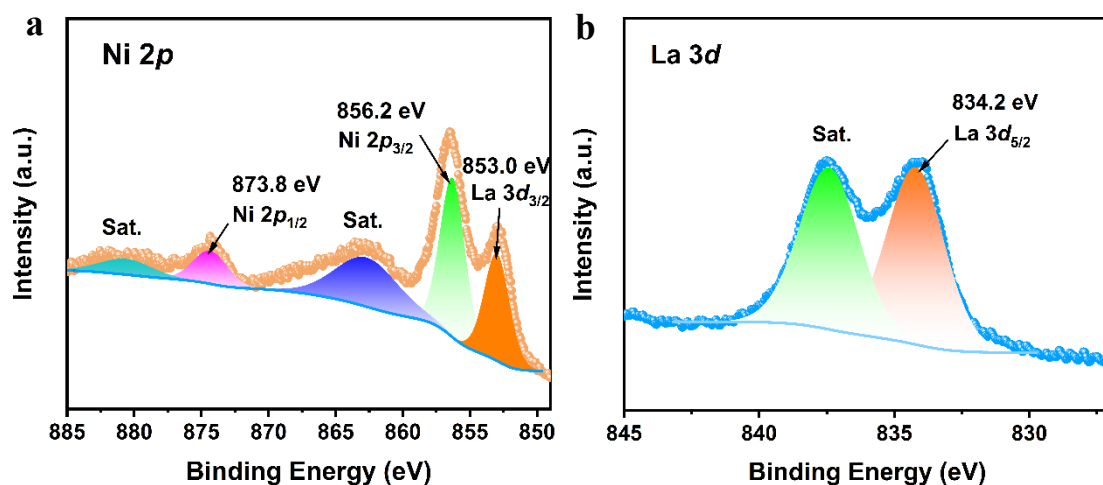 a
Ni 2p
856.2 eV
Ni 2p3/2
853.0 eV
La 3d3/2
873.8 eV
Ni 2p1/2
Sat.
Sat.
Intensity (a.u.)
885 880 875 870 865 860 855 850
Binding Energy (eV)
b
La 3d
834.2 eV
La 3d5/2
Sat.
Intensity (a.u.)
845 840 835 830
Binding Energy (eV)